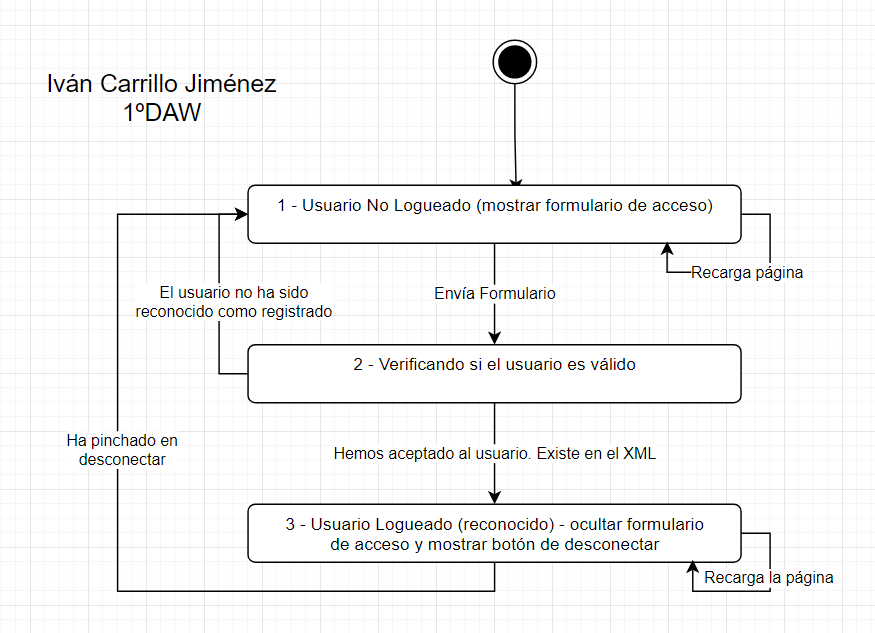 Iván Carrillo Jiménez
1ºDAW
1 - Usuario No Logueado (mostrar formulario de acceso)
Recarga página
El usuario no ha sido
reconocido como registrado
Envía Formulario
2 - Verificando si el usuario es válido
Ha pinchado en
desconectar
Hemos aceptado al usuario. Existe en el XML
3 - Usuario Logueado (reconocido) - ocultar formulario
de acceso y mostrar botón de desconectar
Recarga la página